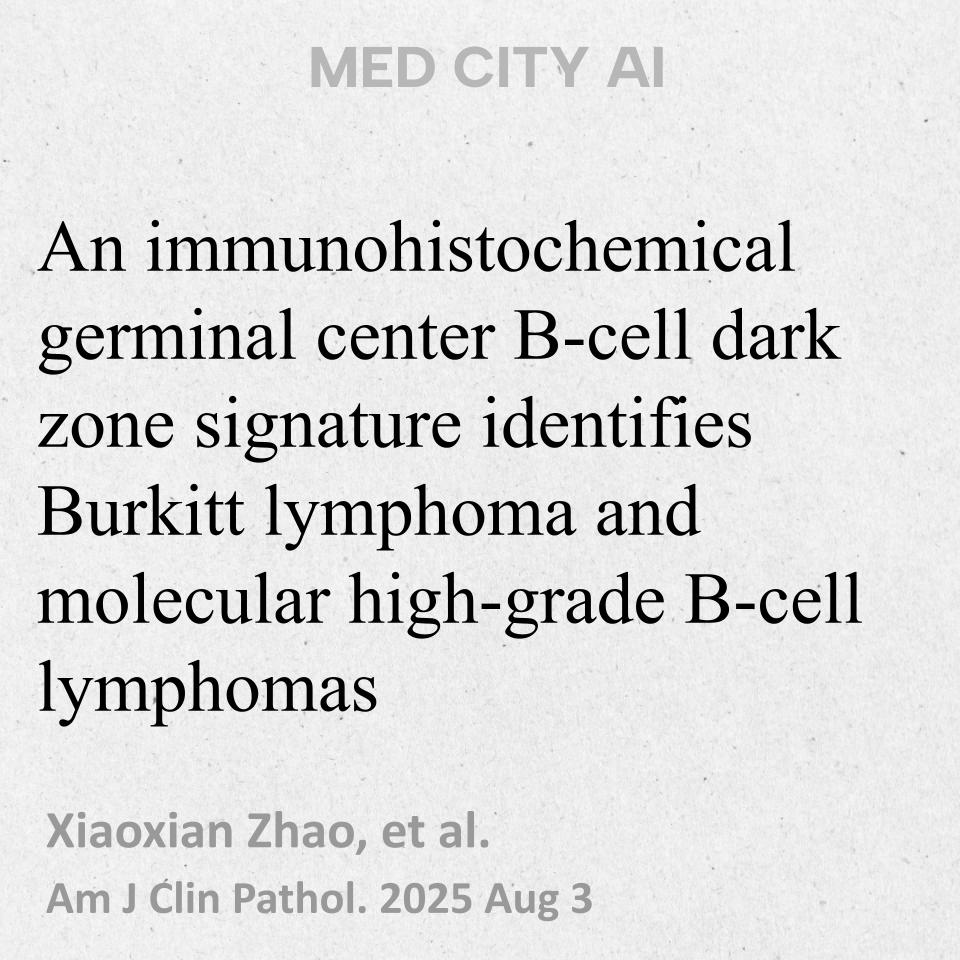 MED CITY AI
An immunohistochemical
germinal center B-cell dark
zone signature identifies
Burkitt lymphoma and
molecular high-grade B-cell
lymphomas
Xiaoxian Zhao, et al.
Am J Clin Pathol. 2025 Aug 3